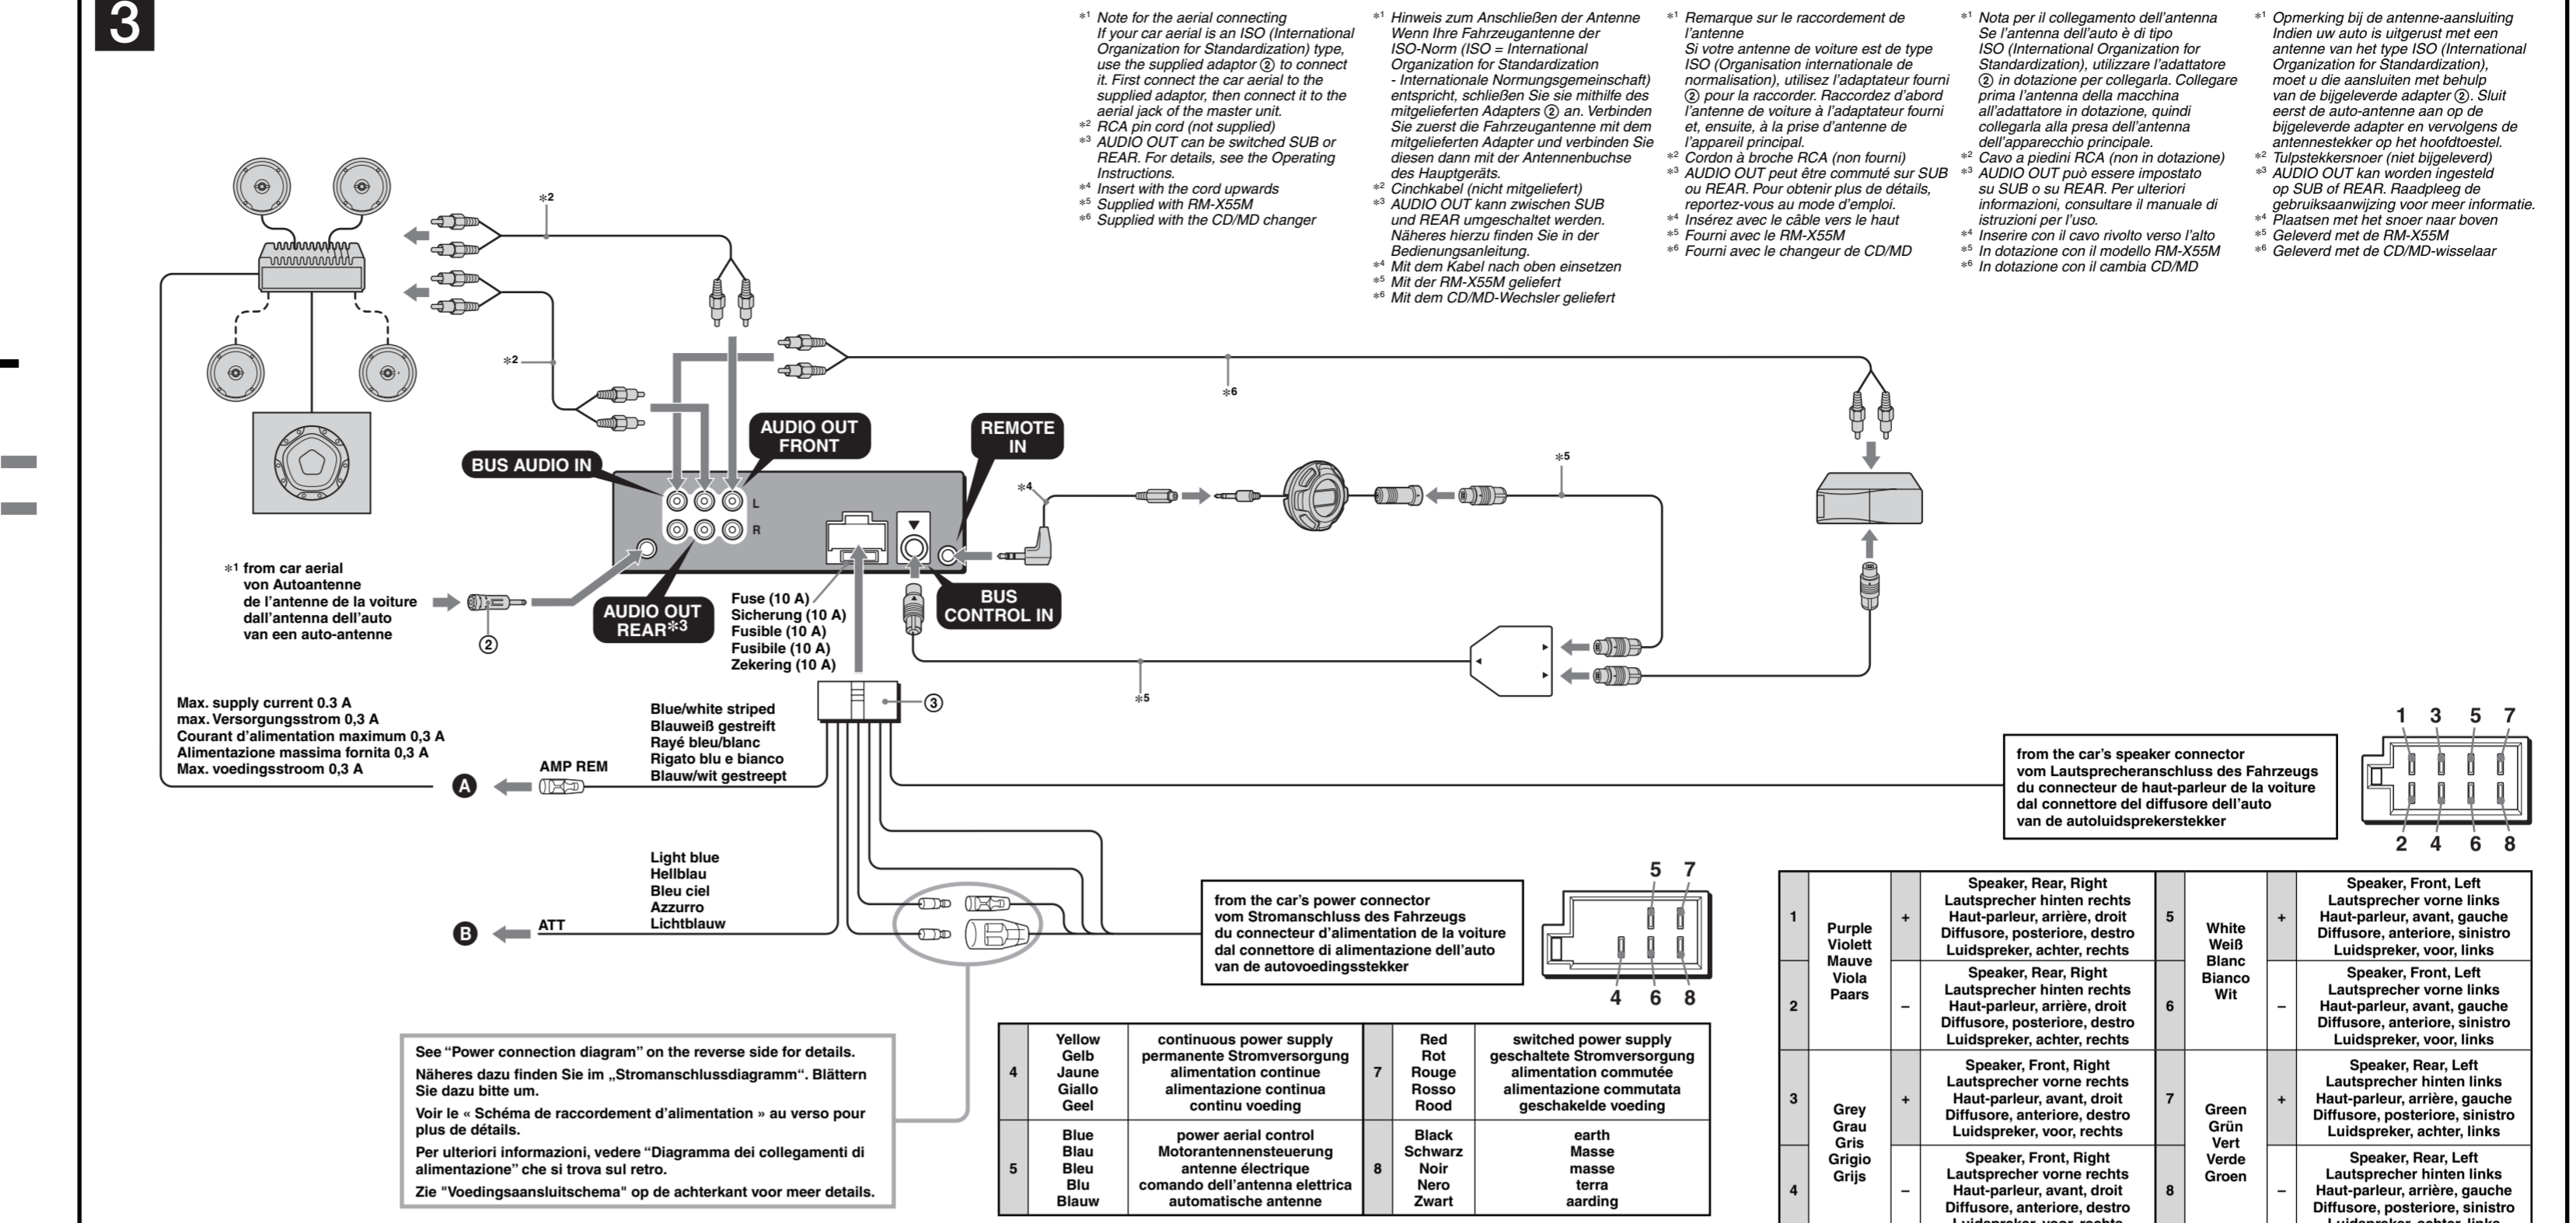 3
*1 Note for the aerial connecting
If your car aerial is an ISO (International
Organization for Standardization) type,
use the supplied adaptor ② to connect
it. First connect the car aerial to the
supplied adaptor, then connect it to the
aerial jack of the master unit.
*2 RCA pin cord (not supplied)
*3 AUDIO OUT can be switched SUB or
REAR. For details, see the Operating
Instructions.
*4 Insert with the cord upwards
*5 Supplied with RM-X55M
*6 Supplied with the CD/MD changer
*1 Hinweis zum Anschließen der Antenne
Wenn Ihre Fahrzeugantenne der
ISO-Norm (ISO = International
Organization for Standardization
- Internationale Normungsgemeinschaft)
entspricht, schließen Sie sie mithilfe des
mitgelieferten Adapters ② an. Verbinden
Sie zuerst die Fahrzeugantenne mit dem
mitgelieferten Adapter und verbinden Sie
diesen dann mit der Antennenbuchse
des Hauptgeräts.
*2 Cinchkabel (nicht mitgeliefert)
*3 AUDIO OUT kann zwischen SUB
und REAR umgeschaltet werden.
Näheres hierzu finden Sie in der
Bedienungsanleitung.
*4 Mit dem Kabel nach oben einsetzen
*5 Mit der RM-X55M geliefert
*6 Mit dem CD/MD-Wechsler geliefert
*1 Remarque sur le raccordement de
l'antenne
Si votre antenne de voiture est de type
ISO (Organisation internationale de
normalisation), utilisez l'adaptateur fourni
② pour la raccorder. Raccordez d'abord
l'antenne de voiture à l'adaptateur fourni
et, ensuite, à la prise d'antenne de
l'appareil principal.
*2 Cordon à broche RCA (non fourni)
*3 AUDIO OUT peut être commuté sur SUB
ou REAR. Pour obtenir plus de détails,
reportez-vous au mode d'emploi.
*4 Insérez avec le câble vers le haut
*5 Fourni avec le RM-X55M
*6 Fourni avec le changeur de CD/MD
*1 Nota per il collegamento dell'antenna
Se l'antenna dell'auto è di tipo
ISO (International Organization for
Standardization), utilizzare l'adattatore
② in dotazione per collegarla. Collegare
prima l'antenna della macchina
all'adattatore in dotazione, quindi
collegarla alla presa dell'antenna
dell'apparecchio principale.
*2 Cavo a piedini RCA (non in dotazione)
*3 AUDIO OUT può essere impostato
su SUB o su REAR. Per ulteriori
informazioni, consultare il manuale di
istruzioni per l'uso.
*4 Inserire con il cavo rivolto verso l'alto
*5 In dotazione con il modello RM-X55M
*6 In dotazione con il cambia CD/MD
*1 Opmerking bij de antenne-aansluiting
Indien uw auto is uitgerust met een
antenne van het type ISO (International
Organization for Standardization),
moet u die aansluiten met behulp
van de bijgeleverde adapter ②. Sluit
eerst de auto-antenne aan op de
bijgeleverde adapter en vervolgens de
antennestekker op het hoofdtoestel.
*2 Tulpstekkersnoer (niet bijgeleverd)
*3 AUDIO OUT kan worden ingesteld
op SUB of REAR. Raadpleeg de
gebruiksaanwijzing voor meer informatie.
*4 Plaatsen met het snoer naar boven
*5 Geleverd met de RM-X55M
*6 Geleverd met de CD/MD-wisselaar
*2
*2
*6
AUDIO OUT
FRONT
REMOTE
IN
BUS AUDIO IN
*4
*5
L
R
*1 from car aerial
von Autoantenne
de l'antenne de la voiture
dall'antenna dell'auto
van een auto-antenne
②
AUDIO OUT
REAR*3
Fuse (10 A)
Sicherung (10 A)
Fusible (10 A)
Fusibile (10 A)
Zekering (10 A)
BUS
CONTROL IN
*5
③
Max. supply current 0.3 A
max. Versorgungsstrom 0,3 A
Courant d'alimentation maximum 0,3 A
Alimentazione massima fornita 0,3 A
Max. voedingsstroom 0,3 A
Blue/white striped
Blauweiß gestreift
Rayé bleu/blanc
Rigato blu e bianco
Blauw/wit gestreept
A
AMP REM
from the car's speaker connector
vom Lautsprecheranschluss des Fahrzeugs
du connecteur de haut-parleur de la voiture
dal connettore del diffusore dell'auto
van de autoluidsprekerstekker
1 3 5 7
2 4 6 8
Light blue
Hellblau
Bleu ciel
Azzurro
Lichtblauw
B
ATT
from the car's power connector
vom Stromanschluss des Fahrzeugs
du connecteur d'alimentation de la voiture
dal connettore di alimentazione dell'auto
van de autovoedingsstekker
5 7
4 6 8
See “Power connection diagram” on the reverse side for details.
Näheres dazu finden Sie im „Stromanschlussdiagramm“. Blättern
Sie dazu bitte um.
Voir le « Schéma de raccordement d'alimentation » au verso pour
plus de détails.
Per ulteriori informazioni, vedere “Diagramma dei collegamenti di
alimentazione” che si trova sul retro.
Zie "Voedingsaansluitschema" op de achterkant voor meer details.
4
Yellow
Gelb
Jaune
Giallo
Geel
continuous power supply
permanente Stromversorgung
alimentation continue
alimentazione continua
continu voeding
7
Red
Rot
Rouge
Rosso
Rood
switched power supply
geschaltete Stromversorgung
alimentation commutée
alimentazione commutata
geschakelde voeding
5
Blue
Blau
Bleu
Blu
Blauw
power aerial control
Motorantennensteuerung
antenne électrique
comando dell'antenna elettrica
automatische antenne
8
Black
Schwarz
Noir
Nero
Zwart
earth
Masse
masse
terra
aarding
1
Purple
Violett
Mauve
Viola
Paars
+
Speaker, Rear, Right
Lautsprecher hinten rechts
Haut-parleur, arrière, droit
Diffusore, posteriore, destro
Luidspreker, achter, rechts
5
White
Weiß
Blanc
Bianco
Wit
+
Speaker, Front, Left
Lautsprecher vorne links
Haut-parleur, avant, gauche
Diffusore, anteriore, sinistro
Luidspreker, voor, links
2
–
Speaker, Rear, Right
Lautsprecher hinten rechts
Haut-parleur, arrière, droit
Diffusore, posteriore, destro
Luidspreker, achter, rechts
6
–
Speaker, Front, Left
Lautsprecher vorne links
Haut-parleur, avant, gauche
Diffusore, anteriore, sinistro
Luidspreker, voor, links
3
Grey
Grau
Gris
Grigio
Grijs
+
Speaker, Front, Right
Lautsprecher vorne rechts
Haut-parleur, avant, droit
Diffusore, anteriore, destro
Luidspreker, voor, rechts
7
Green
Grün
Vert
Verde
Groen
+
Speaker, Rear, Left
Lautsprecher hinten links
Haut-parleur, arrière, gauche
Diffusore, posteriore, sinistro
Luidspreker, achter, links
4
–
Speaker, Front, Right
Lautsprecher vorne rechts
Haut-parleur, avant, droit
Diffusore, anteriore, destro
8
–
Speaker, Rear, Left
Lautsprecher hinten links
Haut-parleur, arrière, gauche
Diffusore, posteriore, sinistro